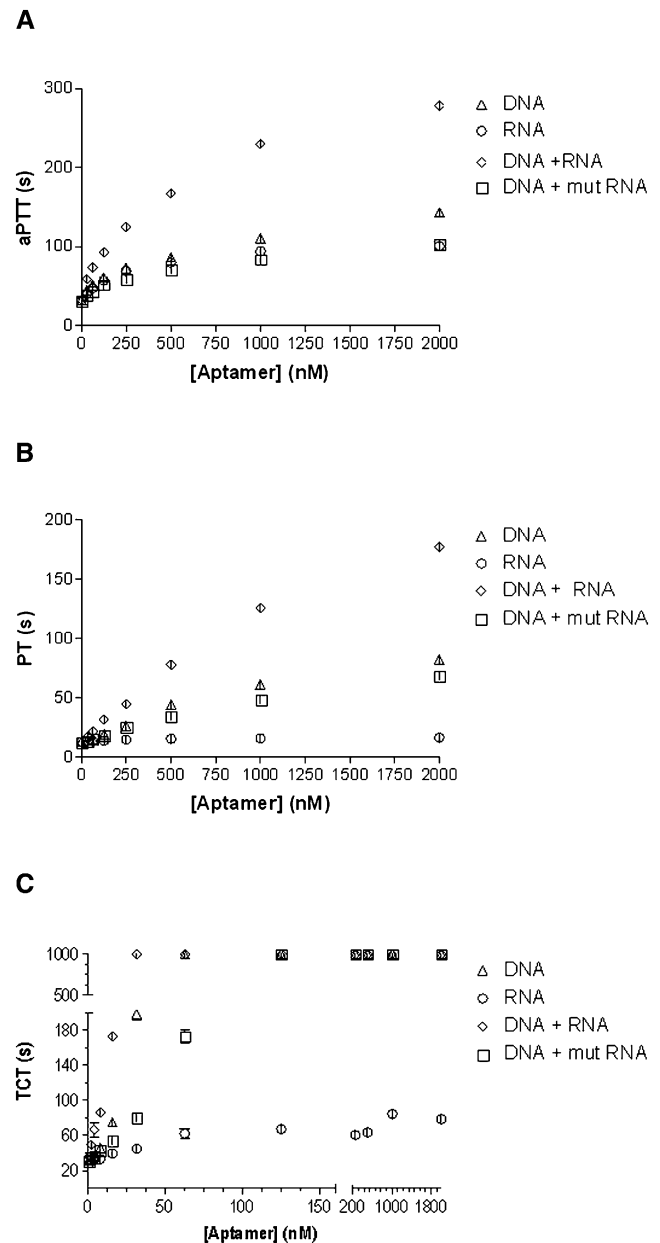 A
300
200
100
0
aPTT (s)
0 250 500 750 1000 1250 1500 1750 2000
[Aptamer] (nM)
DNA
RNA
DNA +RNA
DNA + mut RNA
B
200
150
100
50
0
PT (s)
0 250 500 750 1000 1250 1500 1750 2000
[Aptamer] (nM)
DNA
RNA
DNA + RNA
DNA + mut RNA
C
1000
500
180
140
100
60
20
TCT (s)
0 50 100 150 200 1000 1800
[Aptamer] (nM)
DNA
RNA
DNA + RNA
DNA + mut RNA